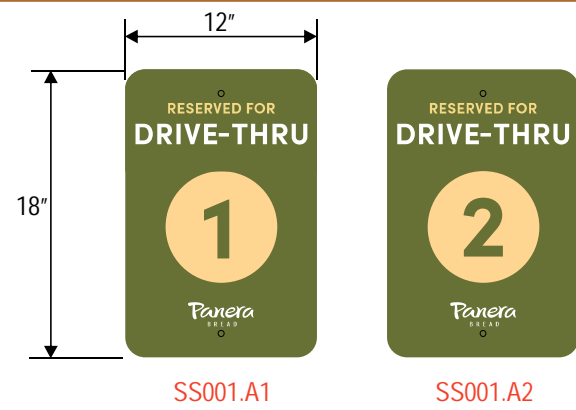 12"
18"
RESERVED FOR
DRIVE-THRU
1
Panera
BREAD
SS001.A1
RESERVED FOR
DRIVE-THRU
2
Panera
BREAD
SS001.A2